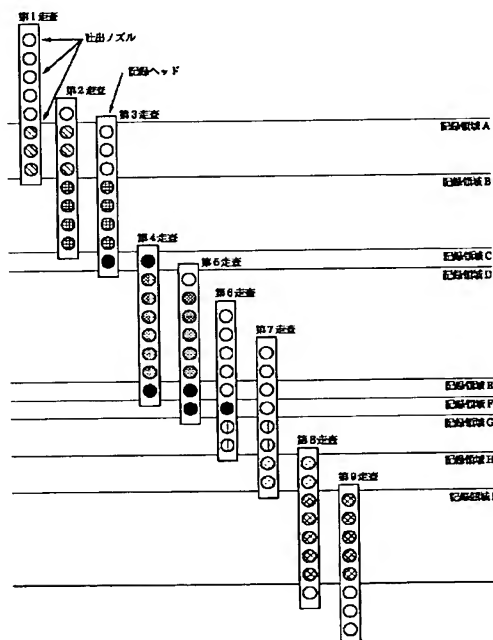 第1走査
吐出ノズル
記録ヘッド
第2走査
第3走査
記録領域A
記録領域B
第4走査
記録領域C
第5走査
記録領域D
第6走査
第7走査
記録領域E
記録領域F
記録領域G
第8走査
記録領域H
第9走査
記録領域I